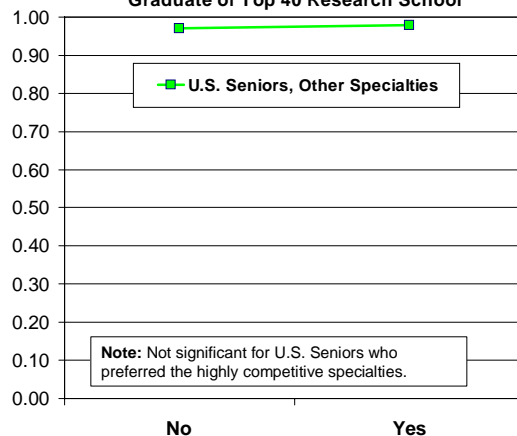 Graduate of Top 40 Research School
1.00
0.90
U.S. Seniors, Other Specialties
0.80
0.70
0.60
0.50
0.40
0.30
0.20
Note: Not significant for U.S. Seniors who
0.10
preferred the highly competitive specialties.
0.00
No Yes